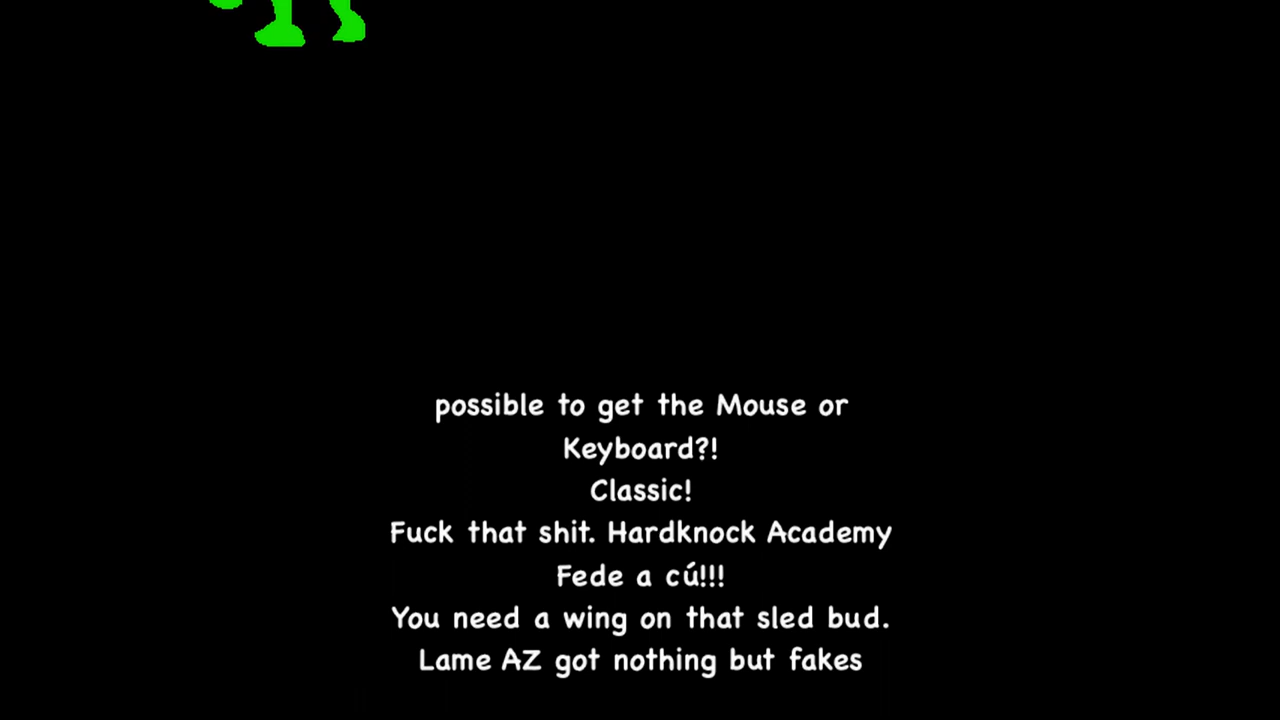 possible to get the Mouse or
Keyboard?!
Classic!
Fuck that shit. Hardknock Academy
Fede a cú!!!
You need a wing on that sled bud.
Lame AZ got nothing but fakes